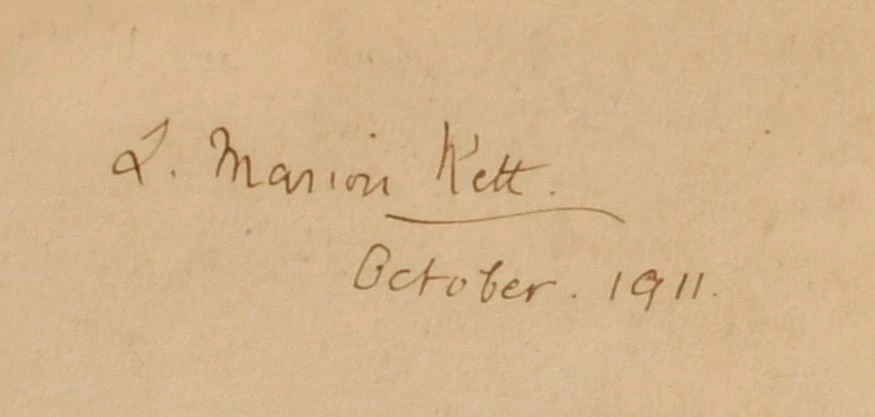 L. Marion Kett.
October. 1911.